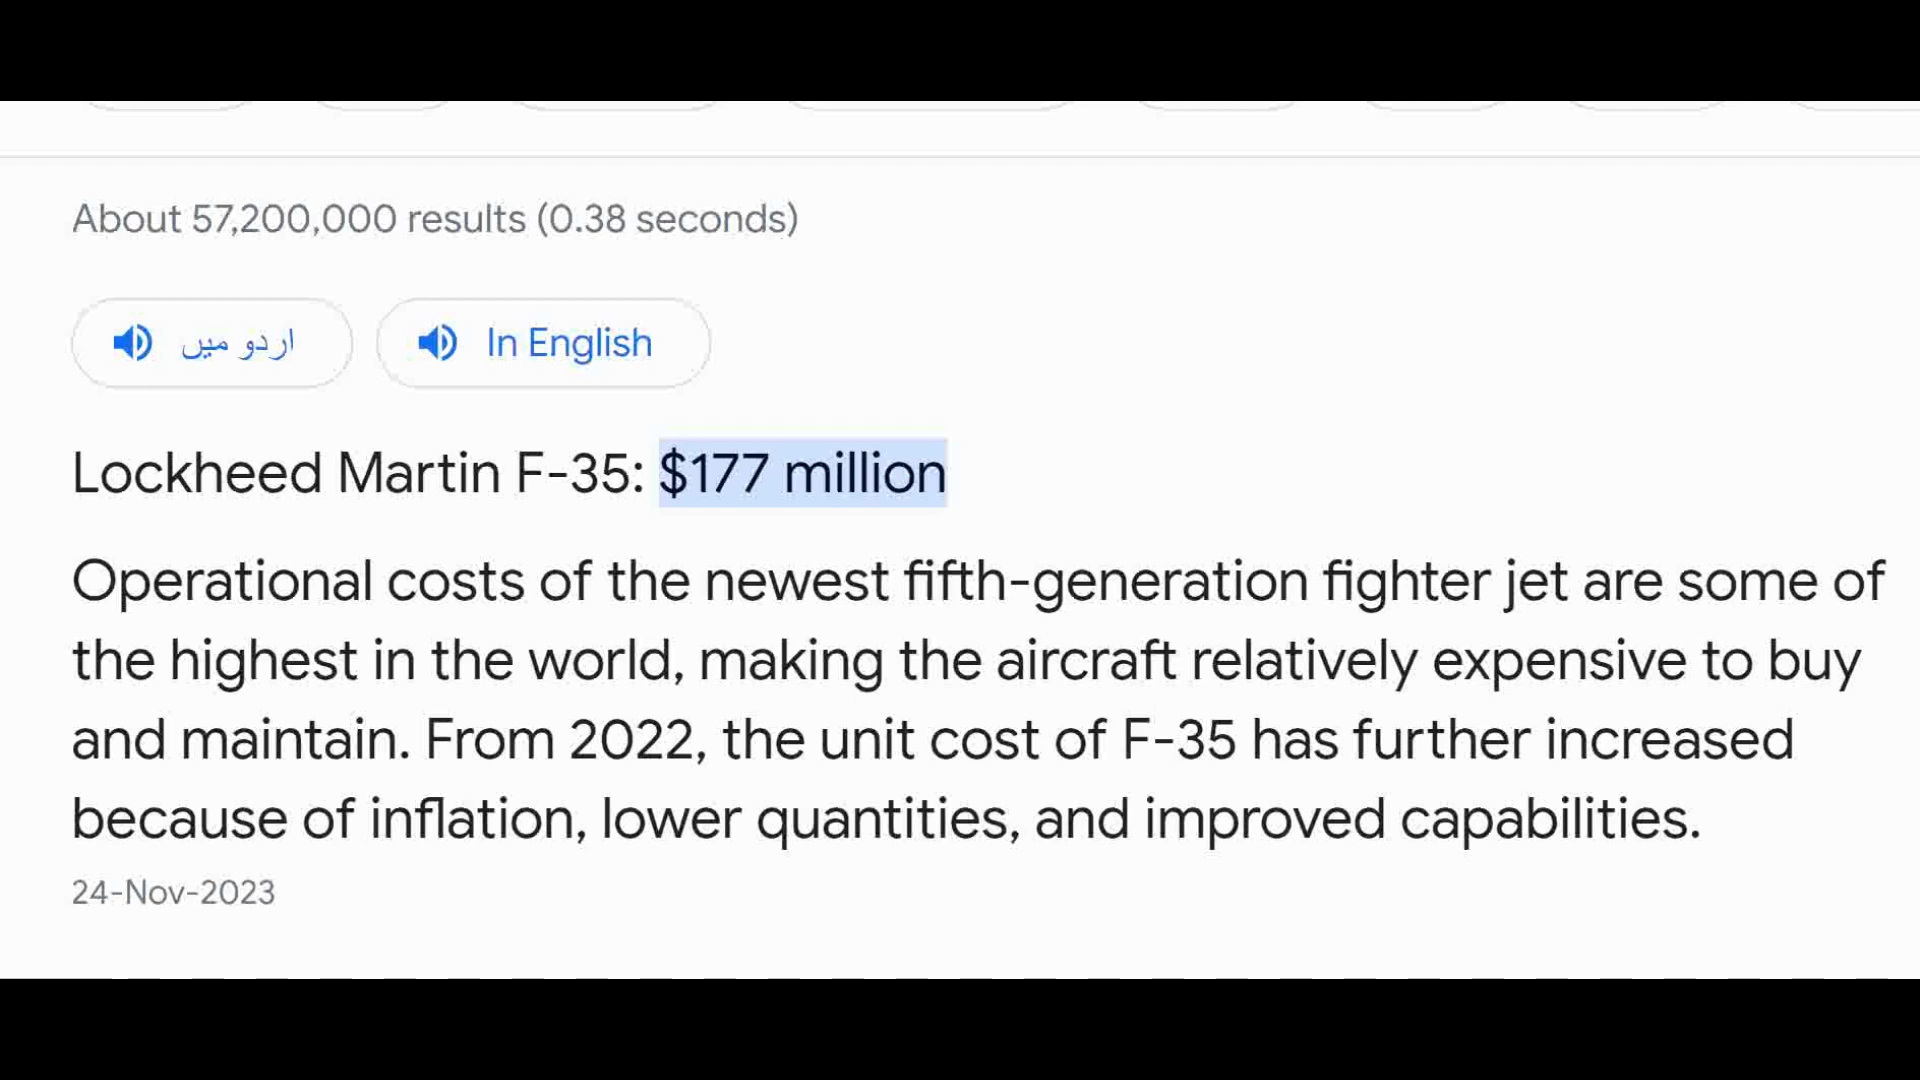 About 57,200,000 results (0.38 seconds)
اردو میں
In English
Lockheed Martin F-35: $177 million
Operational costs of the newest fifth-generation fighter jet are some of
the highest in the world, making the aircraft relatively expensive to buy
and maintain. From 2022, the unit cost of F-35 has further increased
because of inflation, lower quantities, and improved capabilities.
24-Nov-2023